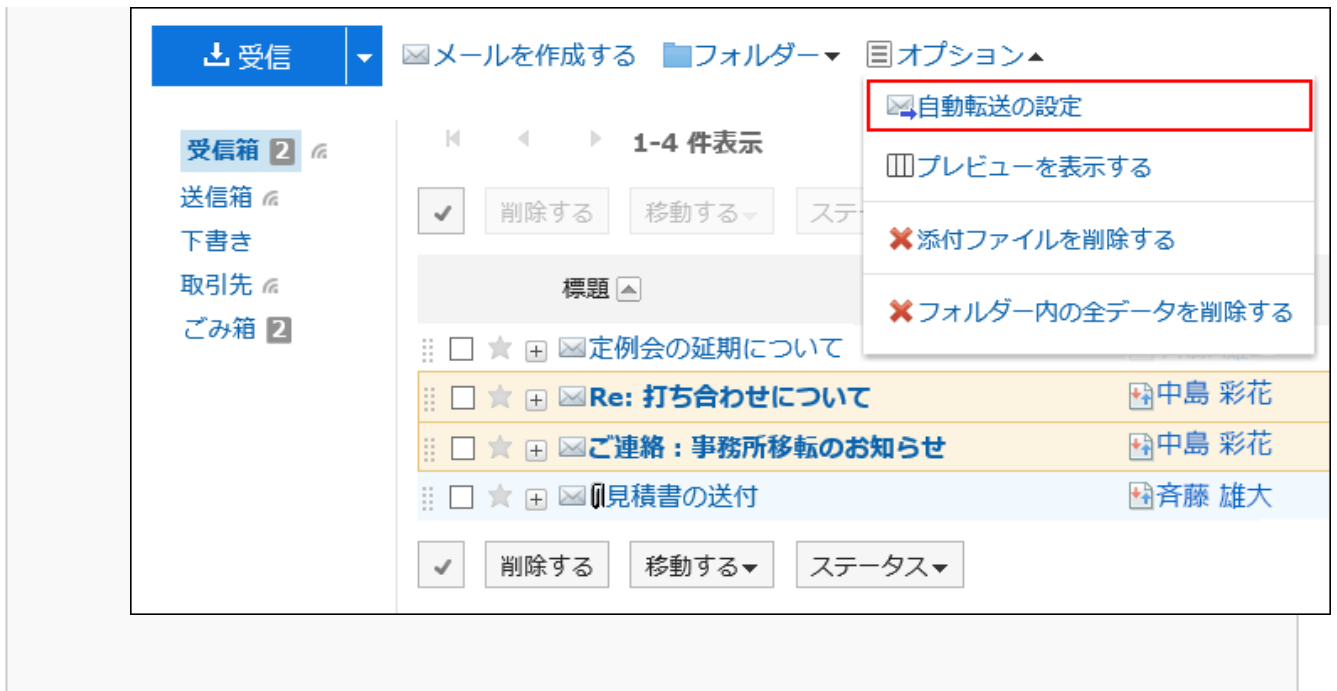 受信 メールを作成する フォルダー オプション
自動転送の設定
プレビューを表示する
添付ファイルを削除する
フォルダー内の全データを削除する
受信箱 2
送信箱
下書き
取引先
ごみ箱 2
1-4 件表示
削除する 移動する ステー
標題
定例会の延期について
Re: 打ち合わせについて 中島 彩花
ご連絡：事務所移転のお知らせ 中島 彩花
見積書の送付 斉藤 雄大
削除する 移動する ステータス